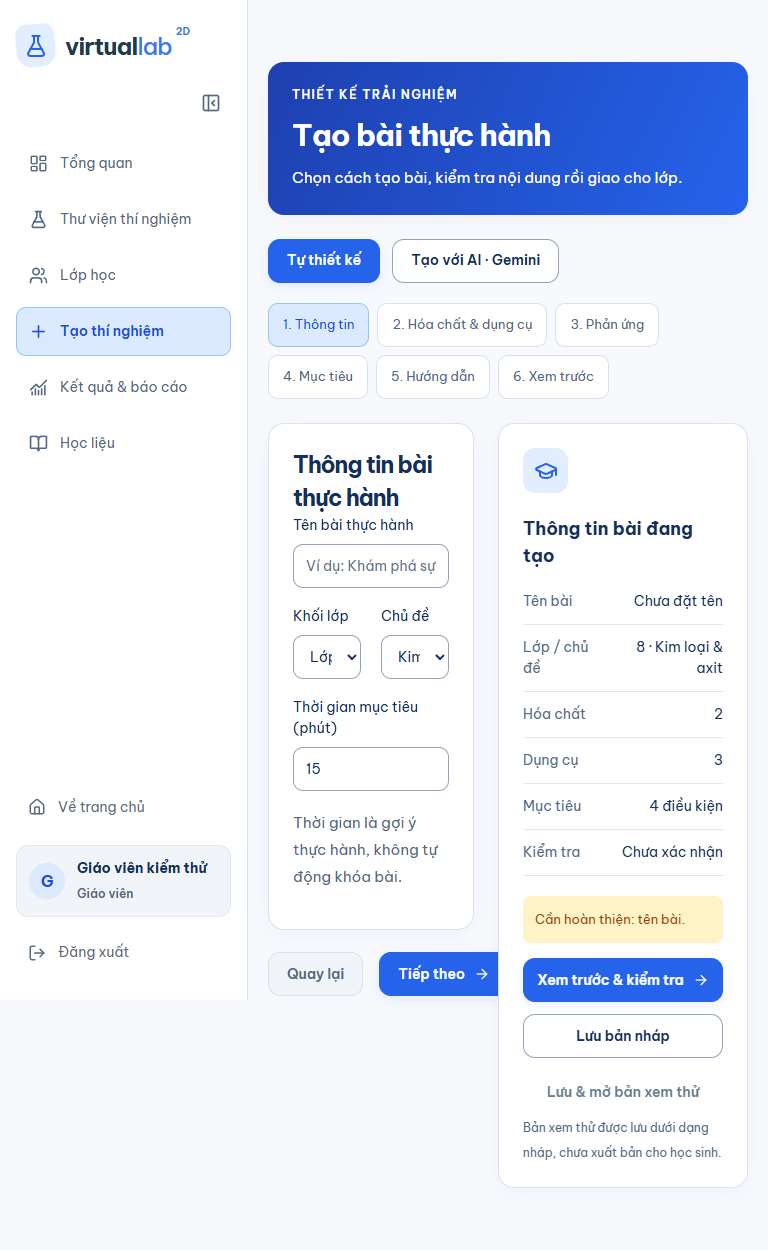 virtuallab 2D
Tổng quan
Thư viện thí nghiệm
Lớp học
Tạo thí nghiệm
Kết quả & báo cáo
Học liệu
Về trang chủ
G
Giáo viên kiểm thử
Giáo viên
Đăng xuất
THIẾT KẾ TRẢI NGHIỆM
Tạo bài thực hành
Chọn cách tạo bài, kiểm tra nội dung rồi giao cho lớp.
Tự thiết kế
Tạo với AI · Gemini
1. Thông tin
2. Hóa chất & dụng cụ
3. Phản ứng
4. Mục tiêu
5. Hướng dẫn
6. Xem trước
Thông tin bài
thực hành
Tên bài thực hành
Ví dụ: Khám phá sự
Khối lớp
Chủ đề
Lớp
Kim
Thời gian mục tiêu
(phút)
15
Thời gian là gợi ý
thực hành, không tự
động khóa bài.
Quay lại
Tiếp theo
Thông tin bài đang
tạo
Tên bài
Chưa đặt tên
Lớp / chủ
đề
8 · Kim loại &
axit
Hóa chất
2
Dụng cụ
3
Mục tiêu
4 điều kiện
Kiểm tra
Chưa xác nhận
Cần hoàn thiện: tên bài.
Xem trước & kiểm tra
Lưu bản nháp
Lưu & mở bản xem thử
Bản xem thử được lưu dưới dạng
nháp, chưa xuất bản cho học sinh.